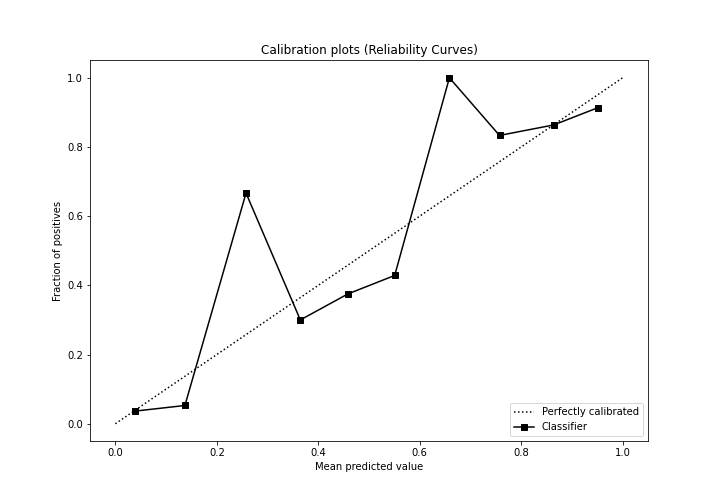 Calibration plots (Reliability Curves)
Fraction of positives
1.0
0.8
0.6
0.4
0.2
0.0
0.0 0.2 0.4 0.6 0.8 1.0
Mean predicted value
Perfectly calibrated
Classifier